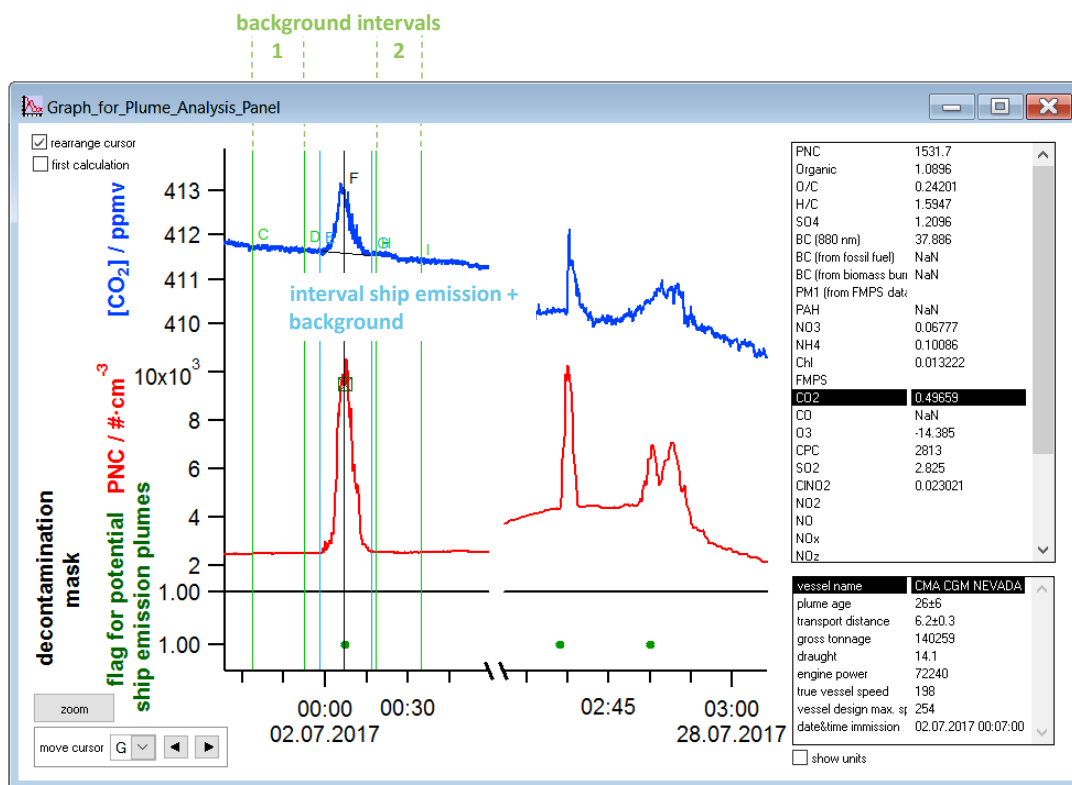 background intervals
1
2
Graph_for_Plume_Analysis_Panel
rearrange cursor
first calculation
[CO₂] / ppmv
413
412
411
410
C
D
E
F
H
I
interval ship emission +
background
PNC / #·cm⁻³
10x10³
8
6
4
2
decontamination
mask
1.00
flag for potential
ship emission plumes
1.00
00:00
00:30
02.07.2017
02:45
03:00
28.07.2017
zoom
move cursor
G
PNC 1531.7
Organic 1.0896
O/C 0.24201
H/C 1.5947
SO4 1.2096
BC (880 nm) 37.886
BC (from fossil fuel) NaN
BC (from biomass burn NaN
PM1 (from FMPS data
PAH NaN
NO3 0.06777
NH4 0.10086
Chl 0.013222
FMPS
CO2 0.49659
CO NaN
O3 -14.385
CPC 2813
SO2 2.825
ClNO2 0.023021
NO2
NO
NOx
NOz
vessel name CMA CGM NEVADA
plume age 26±6
transport distance 6.2±0.3
gross tonnage 140259
draught 14.1
engine power 72240
true vessel speed 198
vessel design max. sp 254
date&time immission 02.07.2017 00:07:00
show units